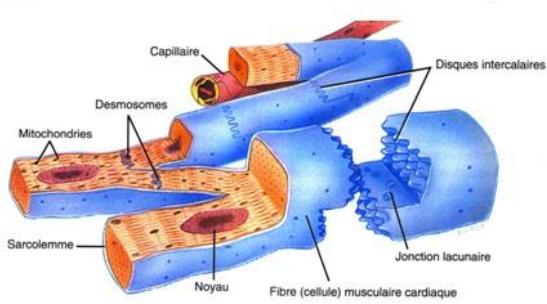 Capillaire
Disques intercalaires
Desmosomes
Mitochondries
Sarcolemme
Noyau
Jonction lacunaire
Fibre (cellule) musculaire cardiaque